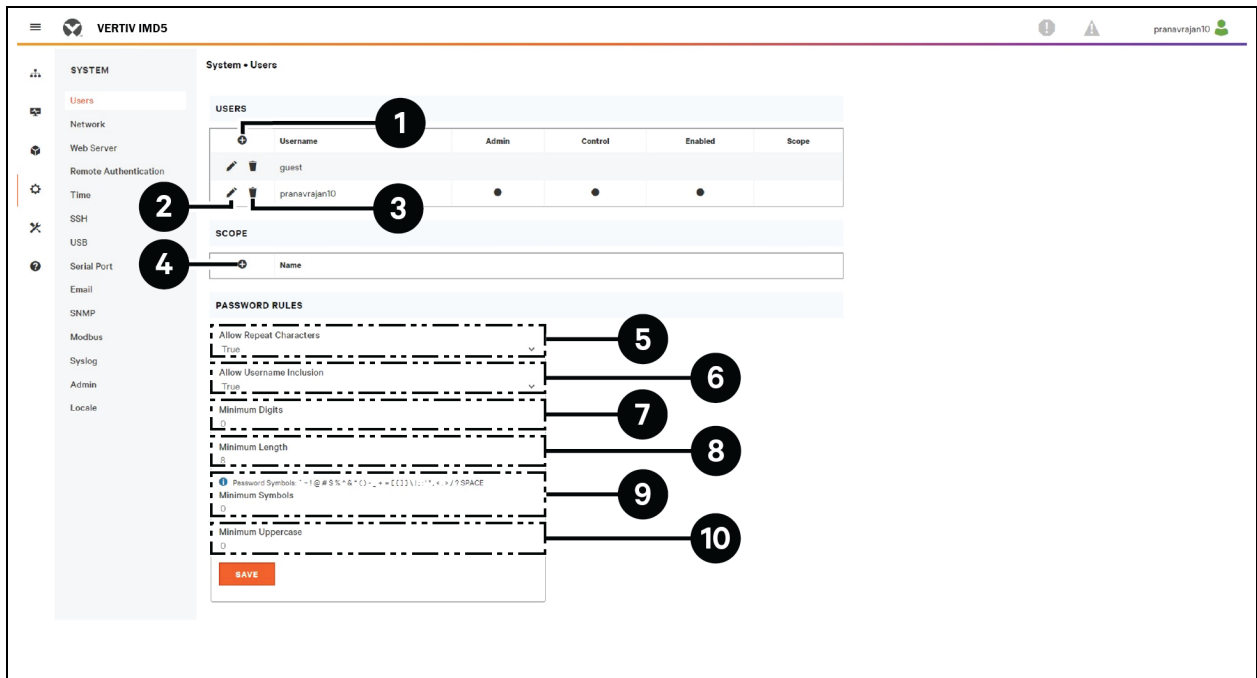 VERTIV IMD5
pranavrajan10
SYSTEM
Users
Network
Web Server
Remote Authentication
Time
SSH
USB
Serial Port
Email
SNMP
Modbus
Syslog
Admin
Locale
System • Users
USERS
Username Admin Control Enabled Scope
guest
pranavrajan10
SCOPE
Name
PASSWORD RULES
Allow Repeat Characters
True
Allow Username Inclusion
True
Minimum Digits
0
Minimum Length
8
Password Symbols: ` ~ ! @ # $ % ^ & * ( ) - _ + = [ { ] } \ | ; : ' " , < . > / ? SPACE
Minimum Symbols
0
Minimum Uppercase
0
SAVE
1
2
3
4
5
6
7
8
9
10